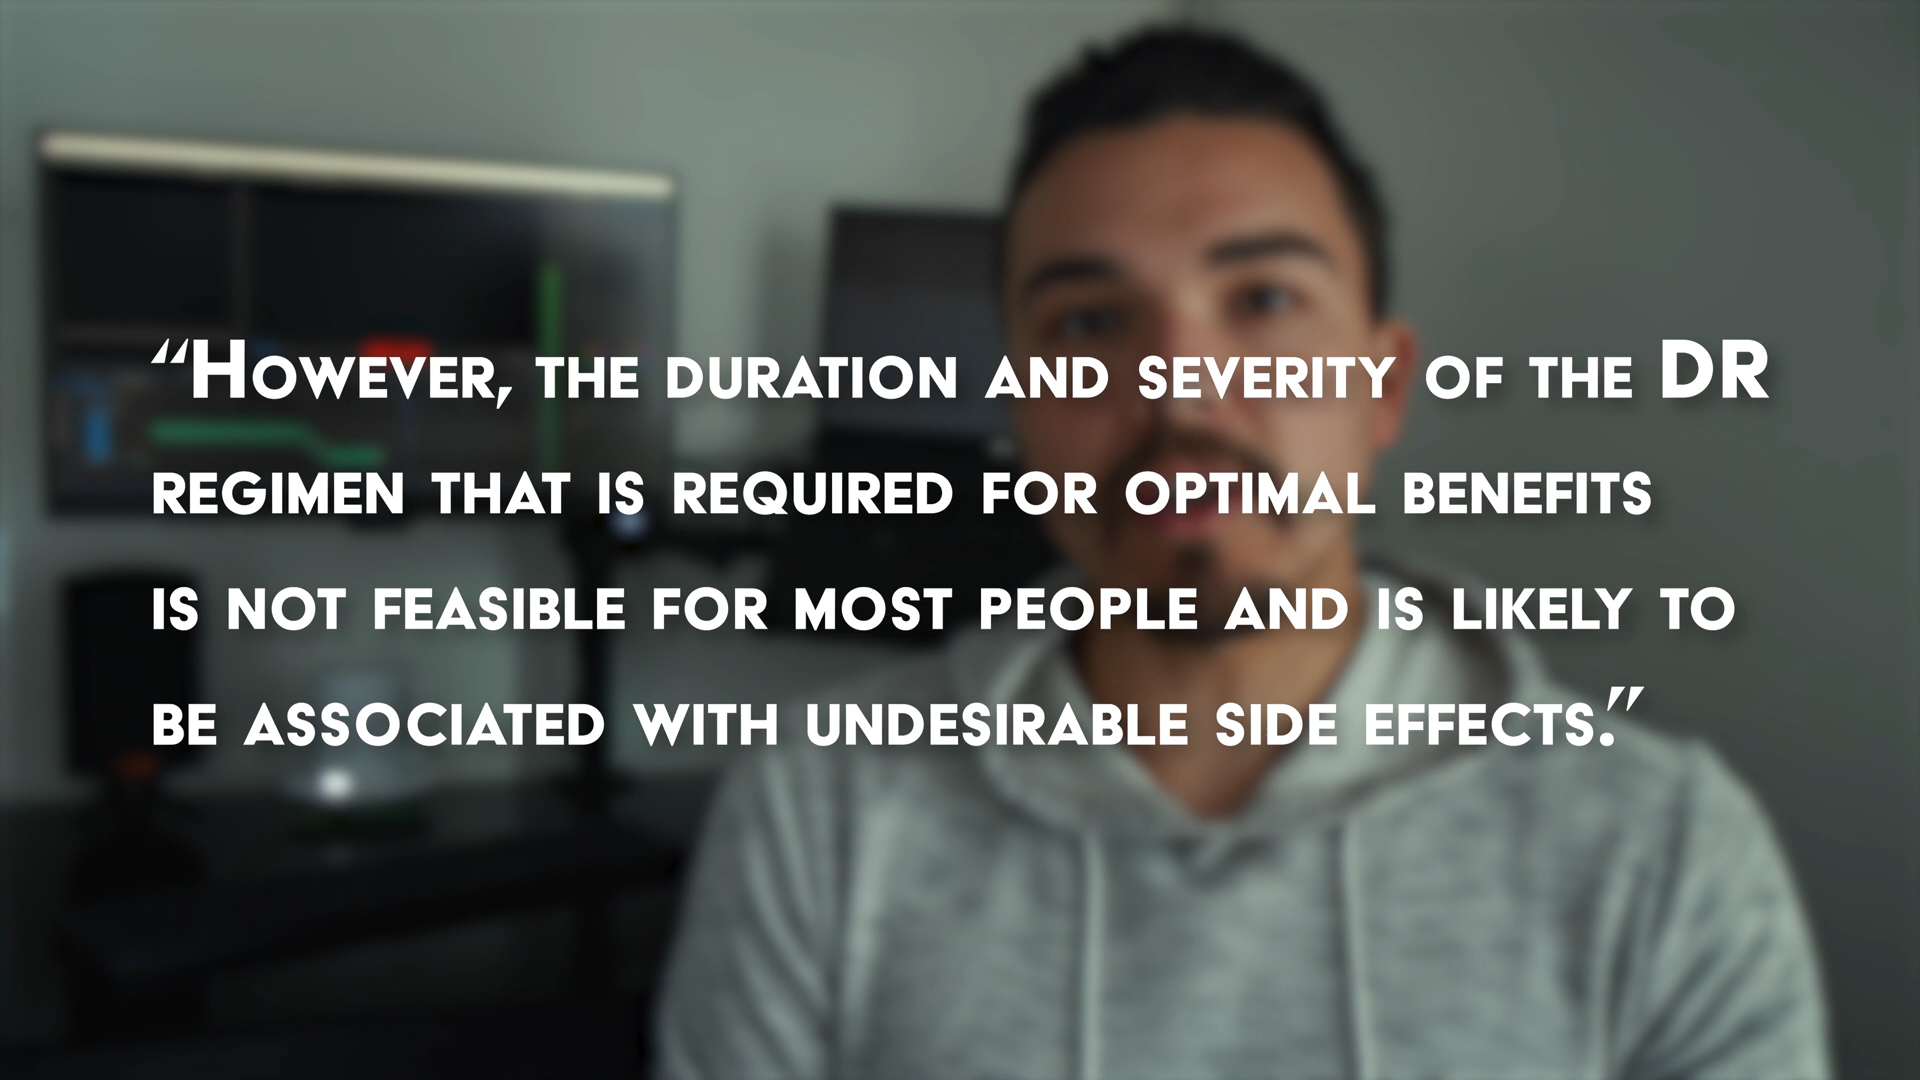 “However, the duration and severity of the DR
regimen that is required for optimal benefits
is not feasible for most people and is likely to
be associated with undesirable side effects.”